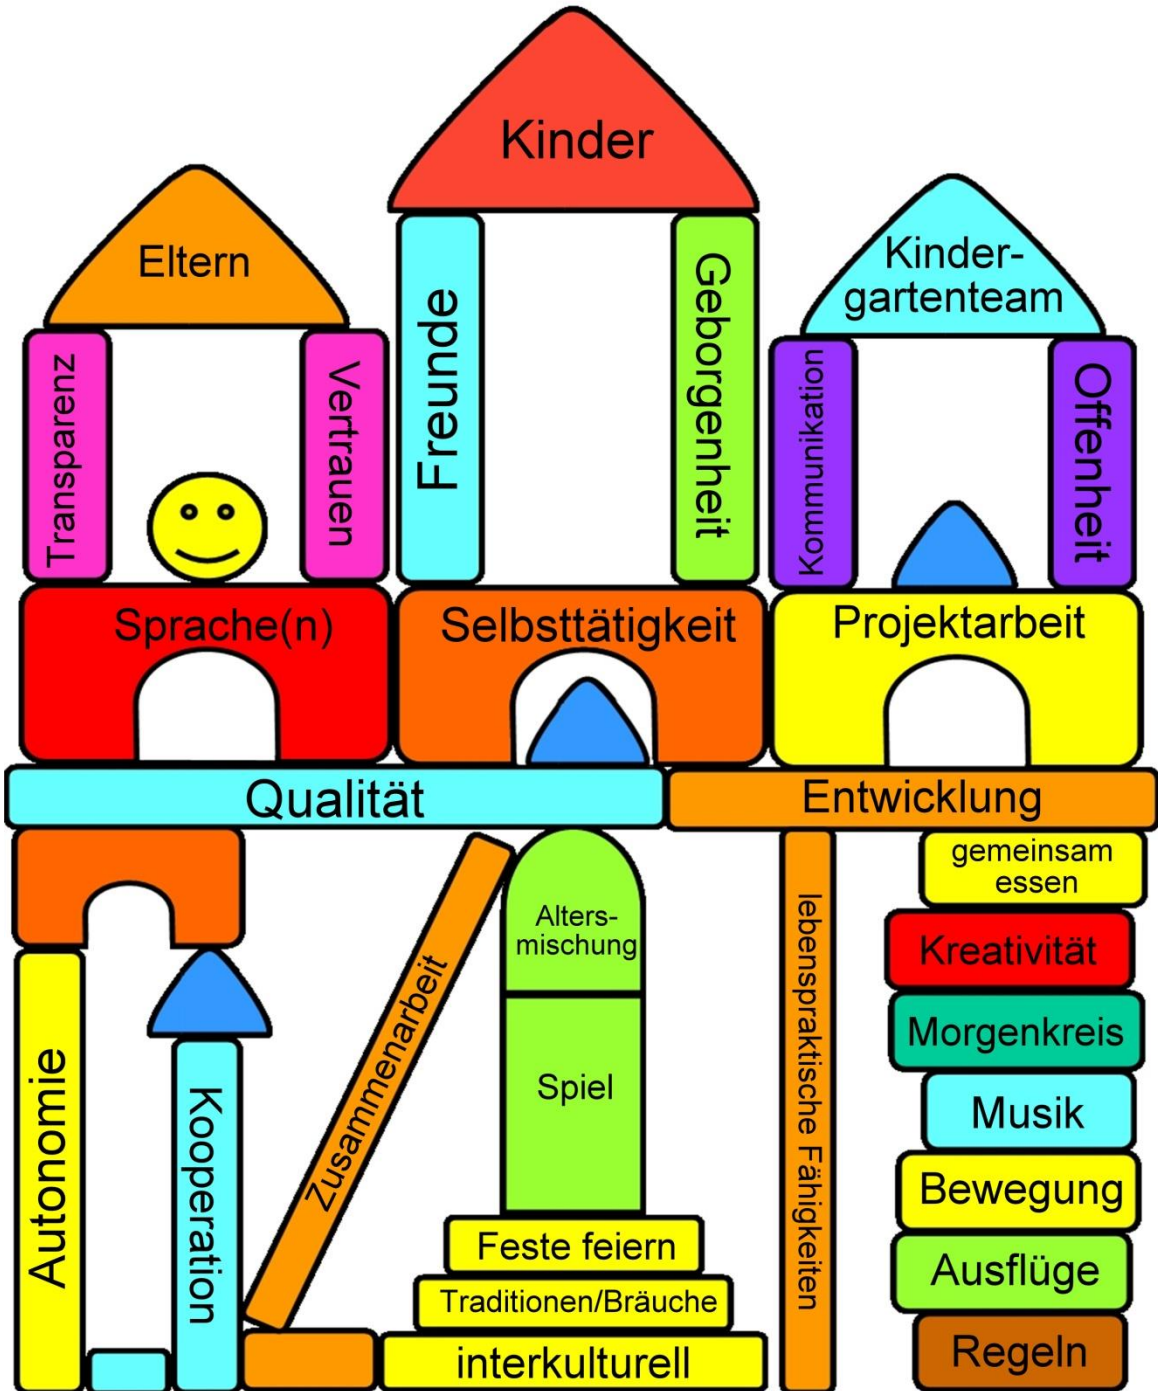 Kinder
Eltern
Kinder-
gartenteam
Transparenz
Vertrauen
Freunde
Geborgenheit
Kommunikation
Offenheit
Sprache(n)
Selbsttätigkeit
Projektarbeit
Qualität
Entwicklung
Autonomie
Kooperation
Zusammenarbeit
Alters-
mischung
Spiel
Feste feiern
Traditionen/Bräuche
interkulturell
lebenspraktische Fähigkeiten
gemeinsam
essen
Kreativität
Morgenkreis
Musik
Bewegung
Ausflüge
Regeln